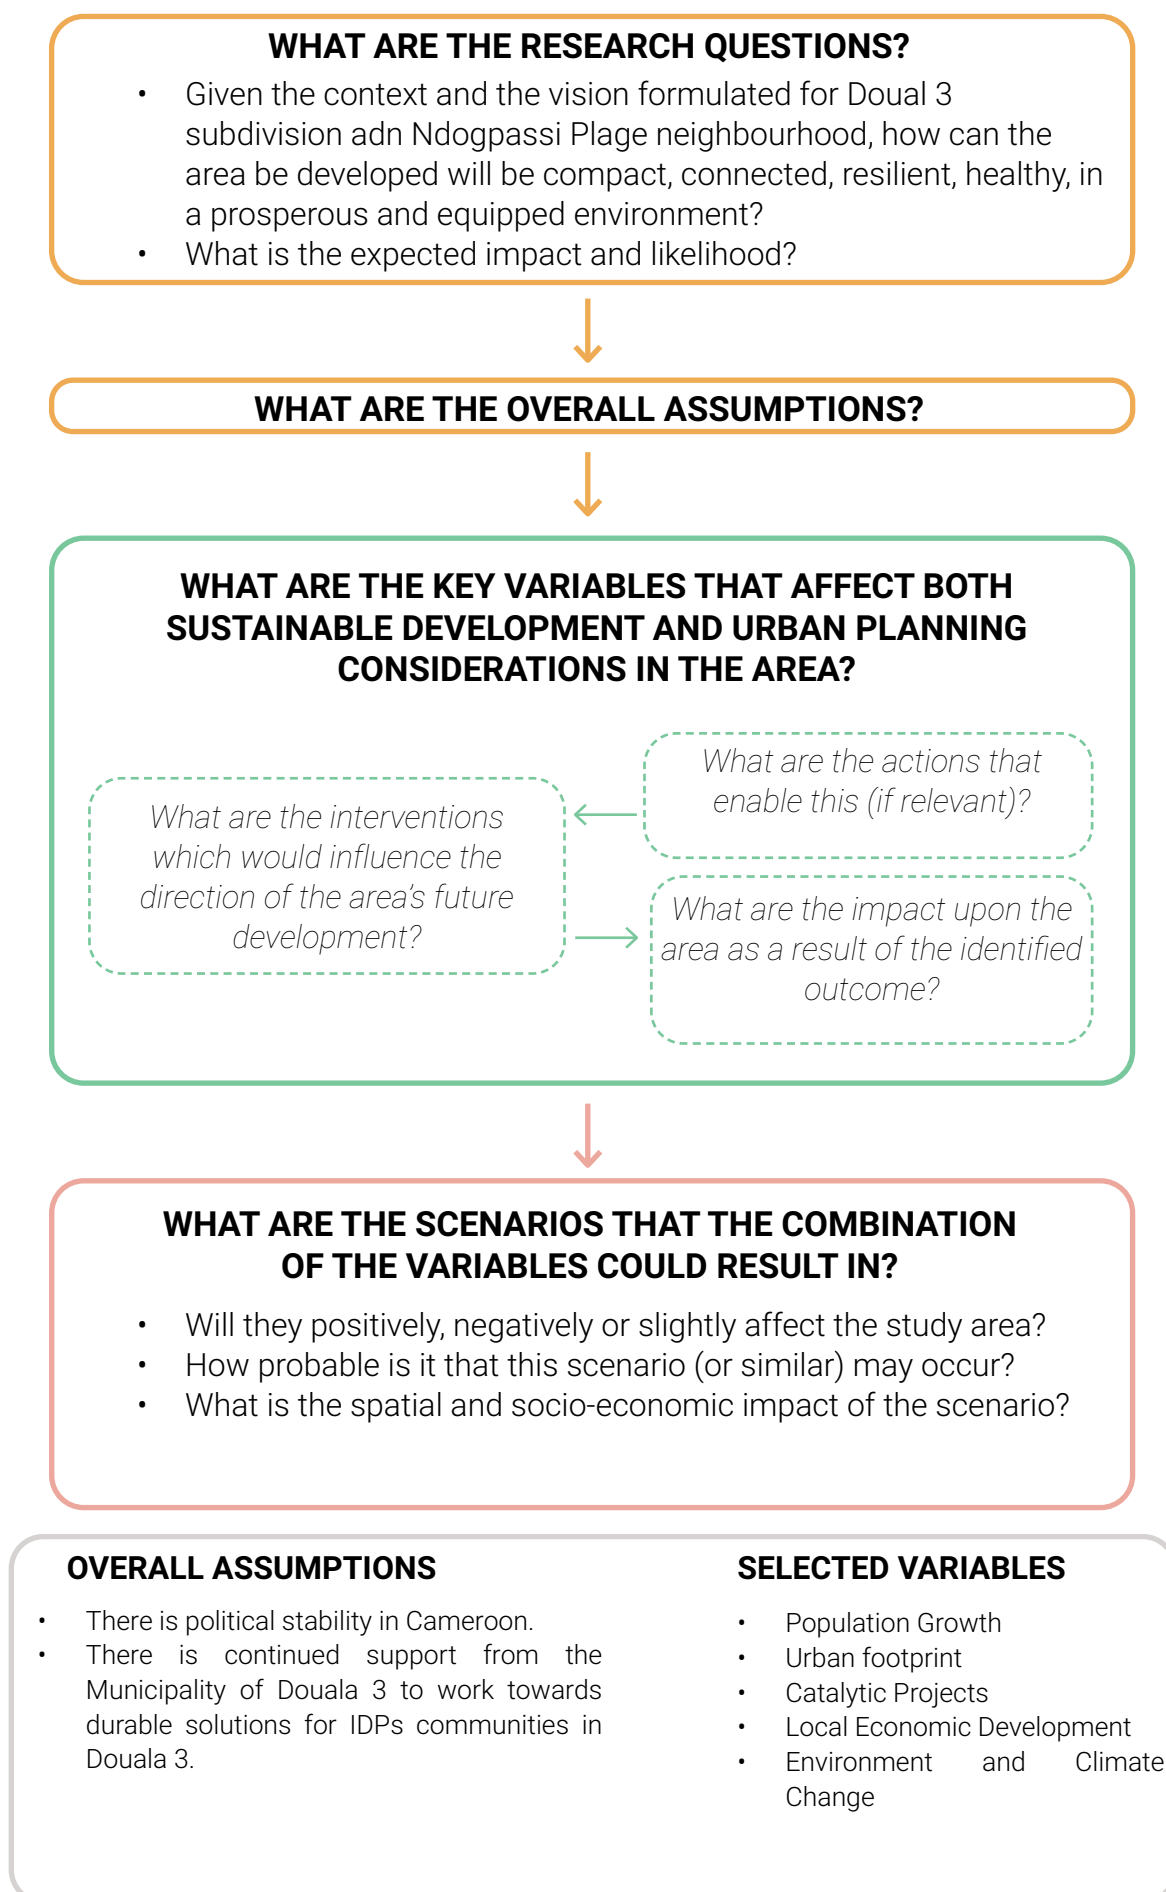 WHAT ARE THE RESEARCH QUESTIONS?
• Given the context and the vision formulated for Doual 3
subdivision adn Ndogpassi Plage neighbourhood, how can the
area be developed will be compact, connected, resilient, healthy, in
a prosperous and equipped environment?
• What is the expected impact and likelihood?
WHAT ARE THE OVERALL ASSUMPTIONS?
WHAT ARE THE KEY VARIABLES THAT AFFECT BOTH
SUSTAINABLE DEVELOPMENT AND URBAN PLANNING
CONSIDERATIONS IN THE AREA?
What are the actions that
enable this (if relevant)?
What are the interventions
which would influence the
direction of the area’s future
development?
What are the impact upon the
area as a result of the identified
outcome?
WHAT ARE THE SCENARIOS THAT THE COMBINATION
OF THE VARIABLES COULD RESULT IN?
• Will they positively, negatively or slightly affect the study area?
• How probable is it that this scenario (or similar) may occur?
• What is the spatial and socio-economic impact of the scenario?
OVERALL ASSUMPTIONS
• There is political stability in Cameroon.
• There is continued support from the
Municipality of Douala 3 to work towards
durable solutions for IDPs communities in
Douala 3.
SELECTED VARIABLES
• Population Growth
• Urban footprint
• Catalytic Projects
• Local Economic Development
• Environment and Climate
Change